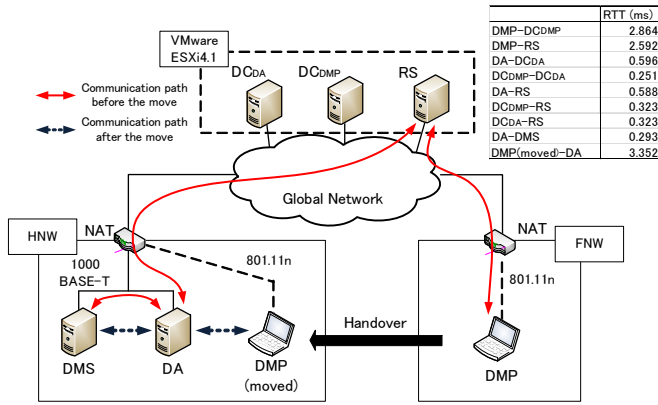 VMware
ESXi4.1
DCDA
DCDMP
RS
Communication path
before the move
Communication path
after the move
RTT (ms)
DMP-DCDMP 2.864
DMP-RS 2.592
DA-DCDA 0.596
DCDMP-DCDA 0.251
DA-RS 0.588
DCDMP-RS 0.323
DCDA-RS 0.323
DA-DMS 0.293
DMP(moved)-DA 3.352
Global Network
HNW
NAT
NAT
FNW
1000
BASE-T
801.11n
801.11n
Handover
DMS
DA
DMP
(moved)
DMP